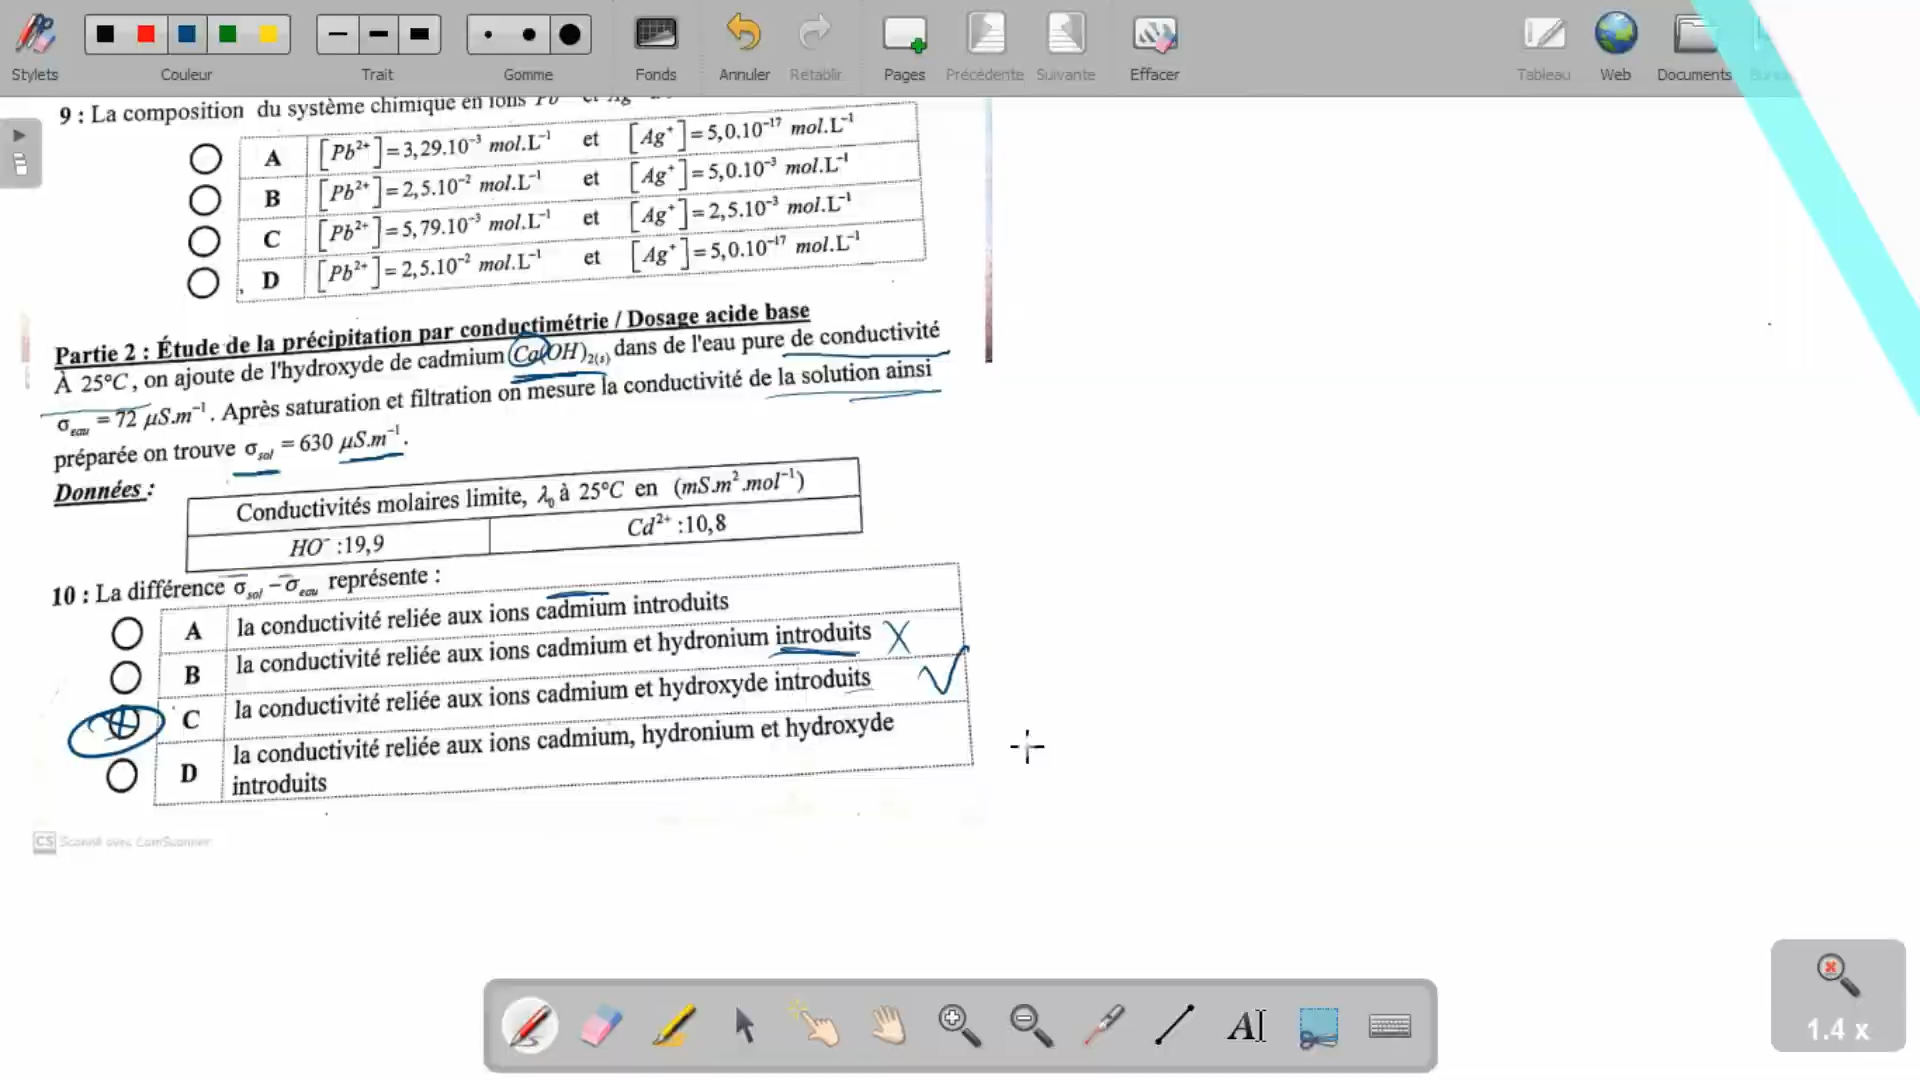 Stylets Couleur Trait Gomme Fonds Annuler Rétablir Pages Précédente Suivante Effacer Tableau Web Documents
9 : La composition du système chimique en ions Pb et Ag
A [Pb²⁺] = 3,29.10⁻³ mol.L⁻¹ et [Ag⁺] = 5,0.10⁻¹⁷ mol.L⁻¹
B [Pb²⁺] = 2,5.10⁻² mol.L⁻¹ et [Ag⁺] = 5,0.10⁻³ mol.L⁻¹
C [Pb²⁺] = 5,79.10⁻³ mol.L⁻¹ et [Ag⁺] = 2,5.10⁻³ mol.L⁻¹
D [Pb²⁺] = 2,5.10⁻² mol.L⁻¹ et [Ag⁺] = 5,0.10⁻¹⁷ mol.L⁻¹
Partie 2 : Étude de la précipitation par conductimétrie / Dosage acide base
À 25°C, on ajoute de l'hydroxyde de cadmium Ca(OH)₂₍ₛ₎ dans de l'eau pure de conductivité
σeau = 72 µS.m⁻¹. Après saturation et filtration on mesure la conductivité de la solution ainsi
préparée on trouve σsol = 630 µS.m⁻¹.
Données :
Conductivités molaires limite, λ₀ à 25°C en (mS.m².mol⁻¹)
HO⁻ :19,9 Cd²⁺ :10,8
10 : La différence σsol − σeau représente :
A la conductivité reliée aux ions cadmium introduits
B la conductivité reliée aux ions cadmium et hydronium introduits X
C la conductivité reliée aux ions cadmium et hydroxyde introduits
D la conductivité reliée aux ions cadmium, hydronium et hydroxyde
introduits
CS Scanné avec CamScanner
AI
1.4 x